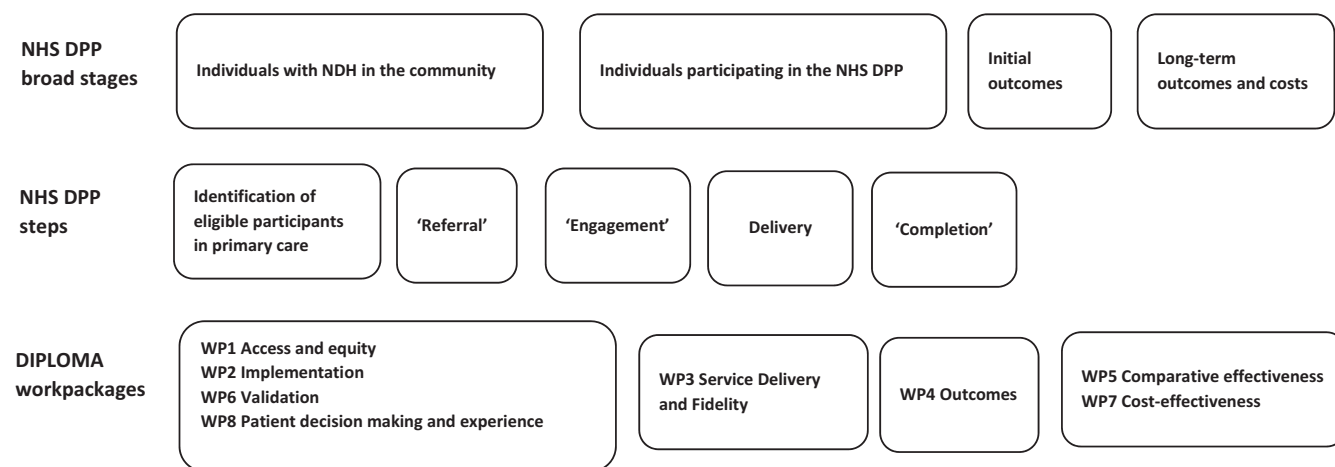 NHS DPP
broad stages
Individuals with NDH in the community
Individuals participating in the NHS DPP
Initial
outcomes
Long-term
outcomes and costs
NHS DPP
steps
Identification of
eligible participants
in primary care
‘Referral’
‘Engagement’
Delivery
‘Completion’
DIPLOMA
workpackages
WP1 Access and equity
WP2 Implementation
WP6 Validation
WP8 Patient decision making and experience
WP3 Service Delivery
and Fidelity
WP4 Outcomes
WP5 Comparative effectiveness
WP7 Cost-effectiveness